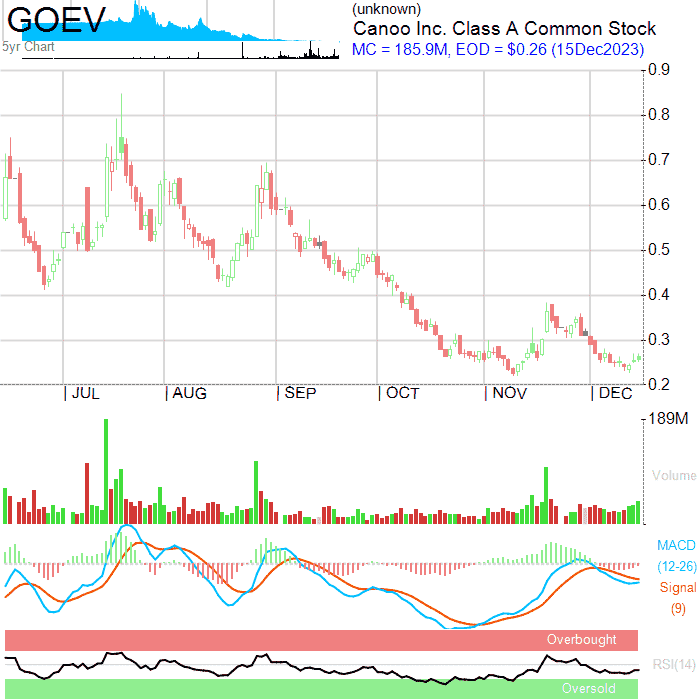 GOEV
(unknown)
Canoo Inc. Class A Common Stock
5yr Chart
MC = 185.9M, EOD = $0.26 (15Dec2023)
0.9
0.8
0.7
0.6
0.5
0.4
0.3
0.2
JUL
AUG
SEP
OCT
NOV
DEC
189M
Volume
MACD
(12-26)
Signal
(9)
Overbought
RSI(14)
Oversold